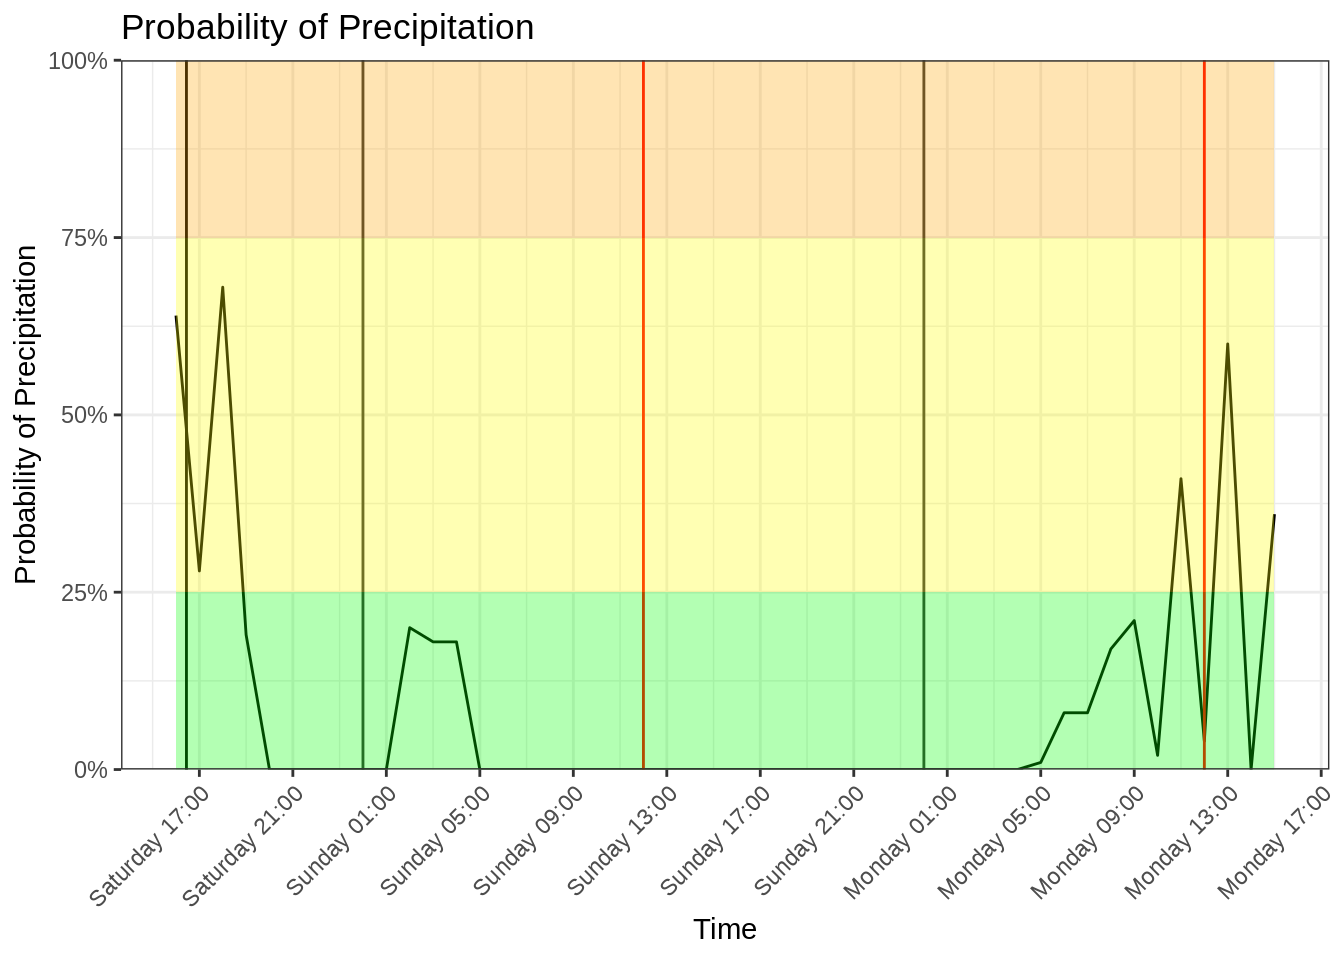 Probability of Precipitation
100%
75%
50%
25%
0%
Probability of Precipitation
Saturday 17:00
Saturday 21:00
Sunday 01:00
Sunday 05:00
Sunday 09:00
Sunday 13:00
Sunday 17:00
Sunday 21:00
Monday 01:00
Monday 05:00
Monday 09:00
Monday 13:00
Monday 17:00
Time